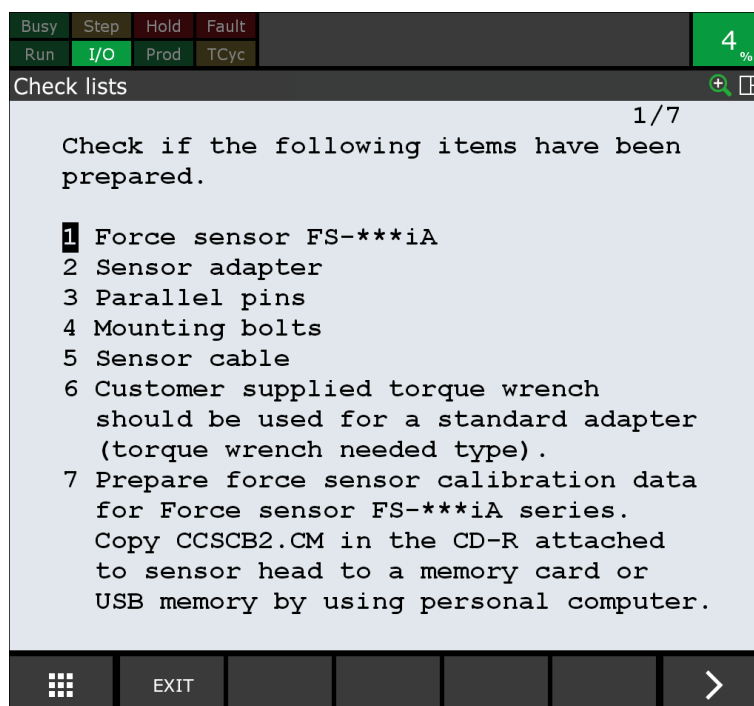 Busy Step Hold Fault
Run I/O Prod TCyc
4 %
Check lists
1/7
Check if the following items have been
prepared.
1 Force sensor FS-***iA
2 Sensor adapter
3 Parallel pins
4 Mounting bolts
5 Sensor cable
6 Customer supplied torque wrench
should be used for a standard adapter
(torque wrench needed type).
7 Prepare force sensor calibration data
for Force sensor FS-***iA series.
Copy CCSCB2.CM in the CD-R attached
to sensor head to a memory card or
USB memory by using personal computer.
EXIT